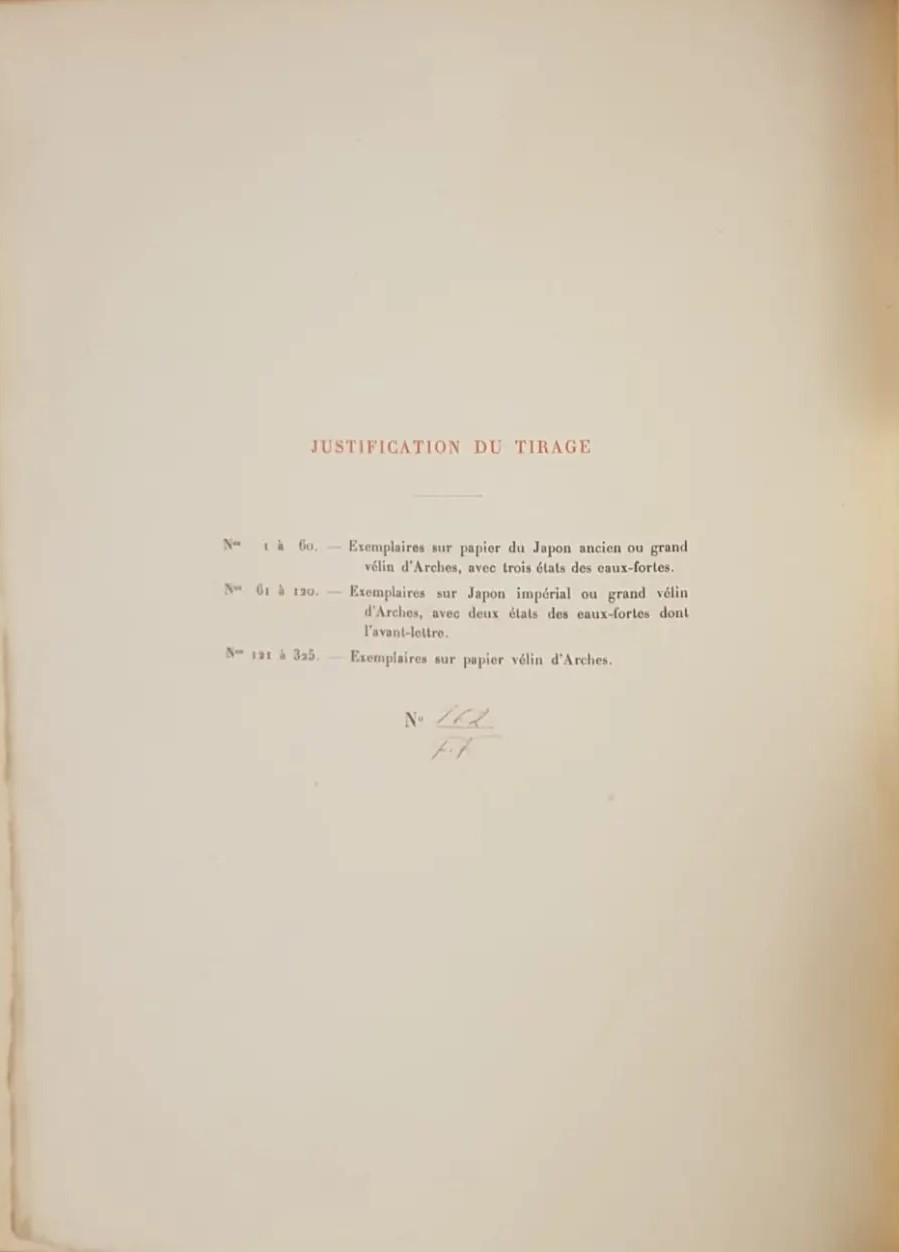 JUSTIFICATION DU TIRAGE
Nos 1 à 60. — Exemplaires sur papier du Japon ancien ou grand
vélin d'Arches, avec trois états des eaux-fortes.
Nos 61 à 120. — Exemplaires sur Japon impérial ou grand vélin
d'Arches, avec deux états des eaux-fortes dont
l'avant-lettre.
Nos 121 à 325. — Exemplaires sur papier vélin d'Arches.
No 162